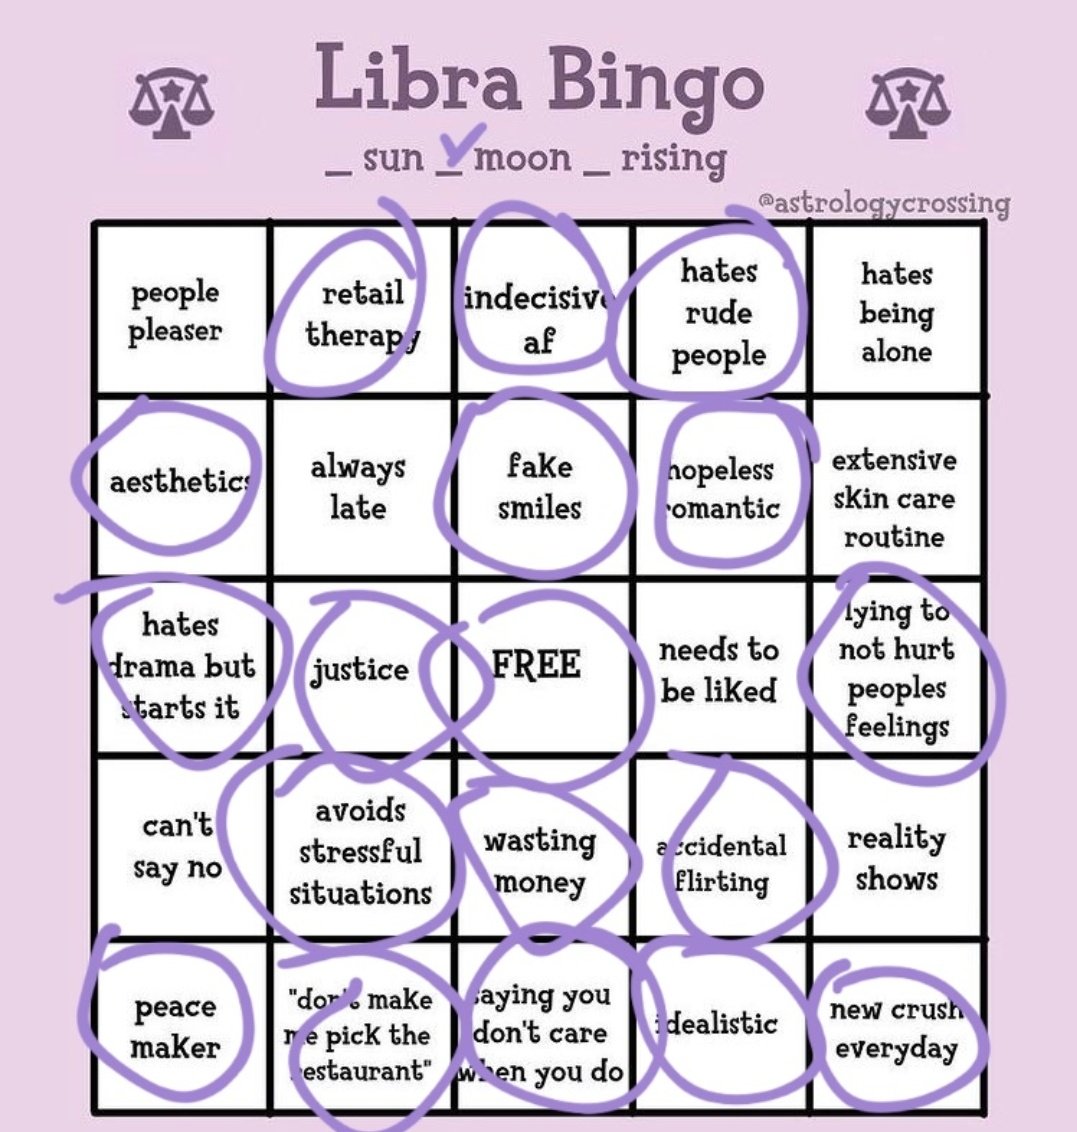 Libra Bingo
_ sun _ moon _ rising
@astrologycrossing
people
pleaser
retail
therapy
indecisive
af
hates
rude
people
hates
being
alone
aesthetics
always
late
fake
smiles
hopeless
romantic
extensive
skin care
routine
hates
drama but
starts it
justice
FREE
needs to
be liked
lying to
not hurt
peoples
feelings
can't
say no
avoids
stressful
situations
wasting
money
accidental
flirting
reality
shows
peace
maker
"don't make
me pick the
restaurant"
saying you
don't care
when you do
idealistic
new crush
everyday